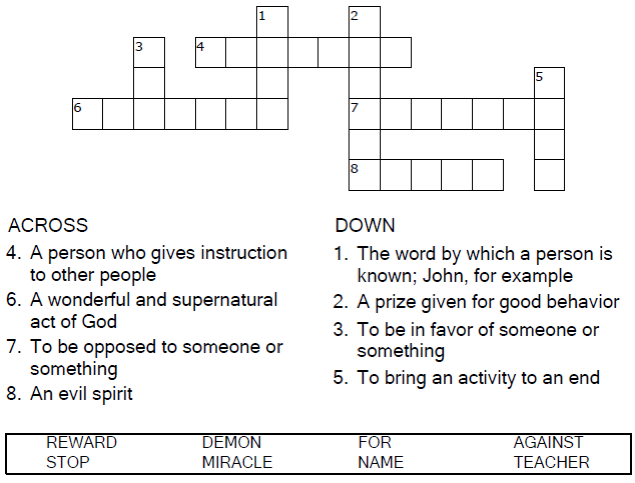 1 2
3 4
5
6 7
8
ACROSS
4. A person who gives instruction
to other people
6. A wonderful and supernatural
act of God
7. To be opposed to someone or
something
8. An evil spirit
DOWN
1. The word by which a person is
known; John, for example
2. A prize given for good behavior
3. To be in favor of someone or
something
5. To bring an activity to an end
REWARD DEMON FOR AGAINST
STOP MIRACLE NAME TEACHER